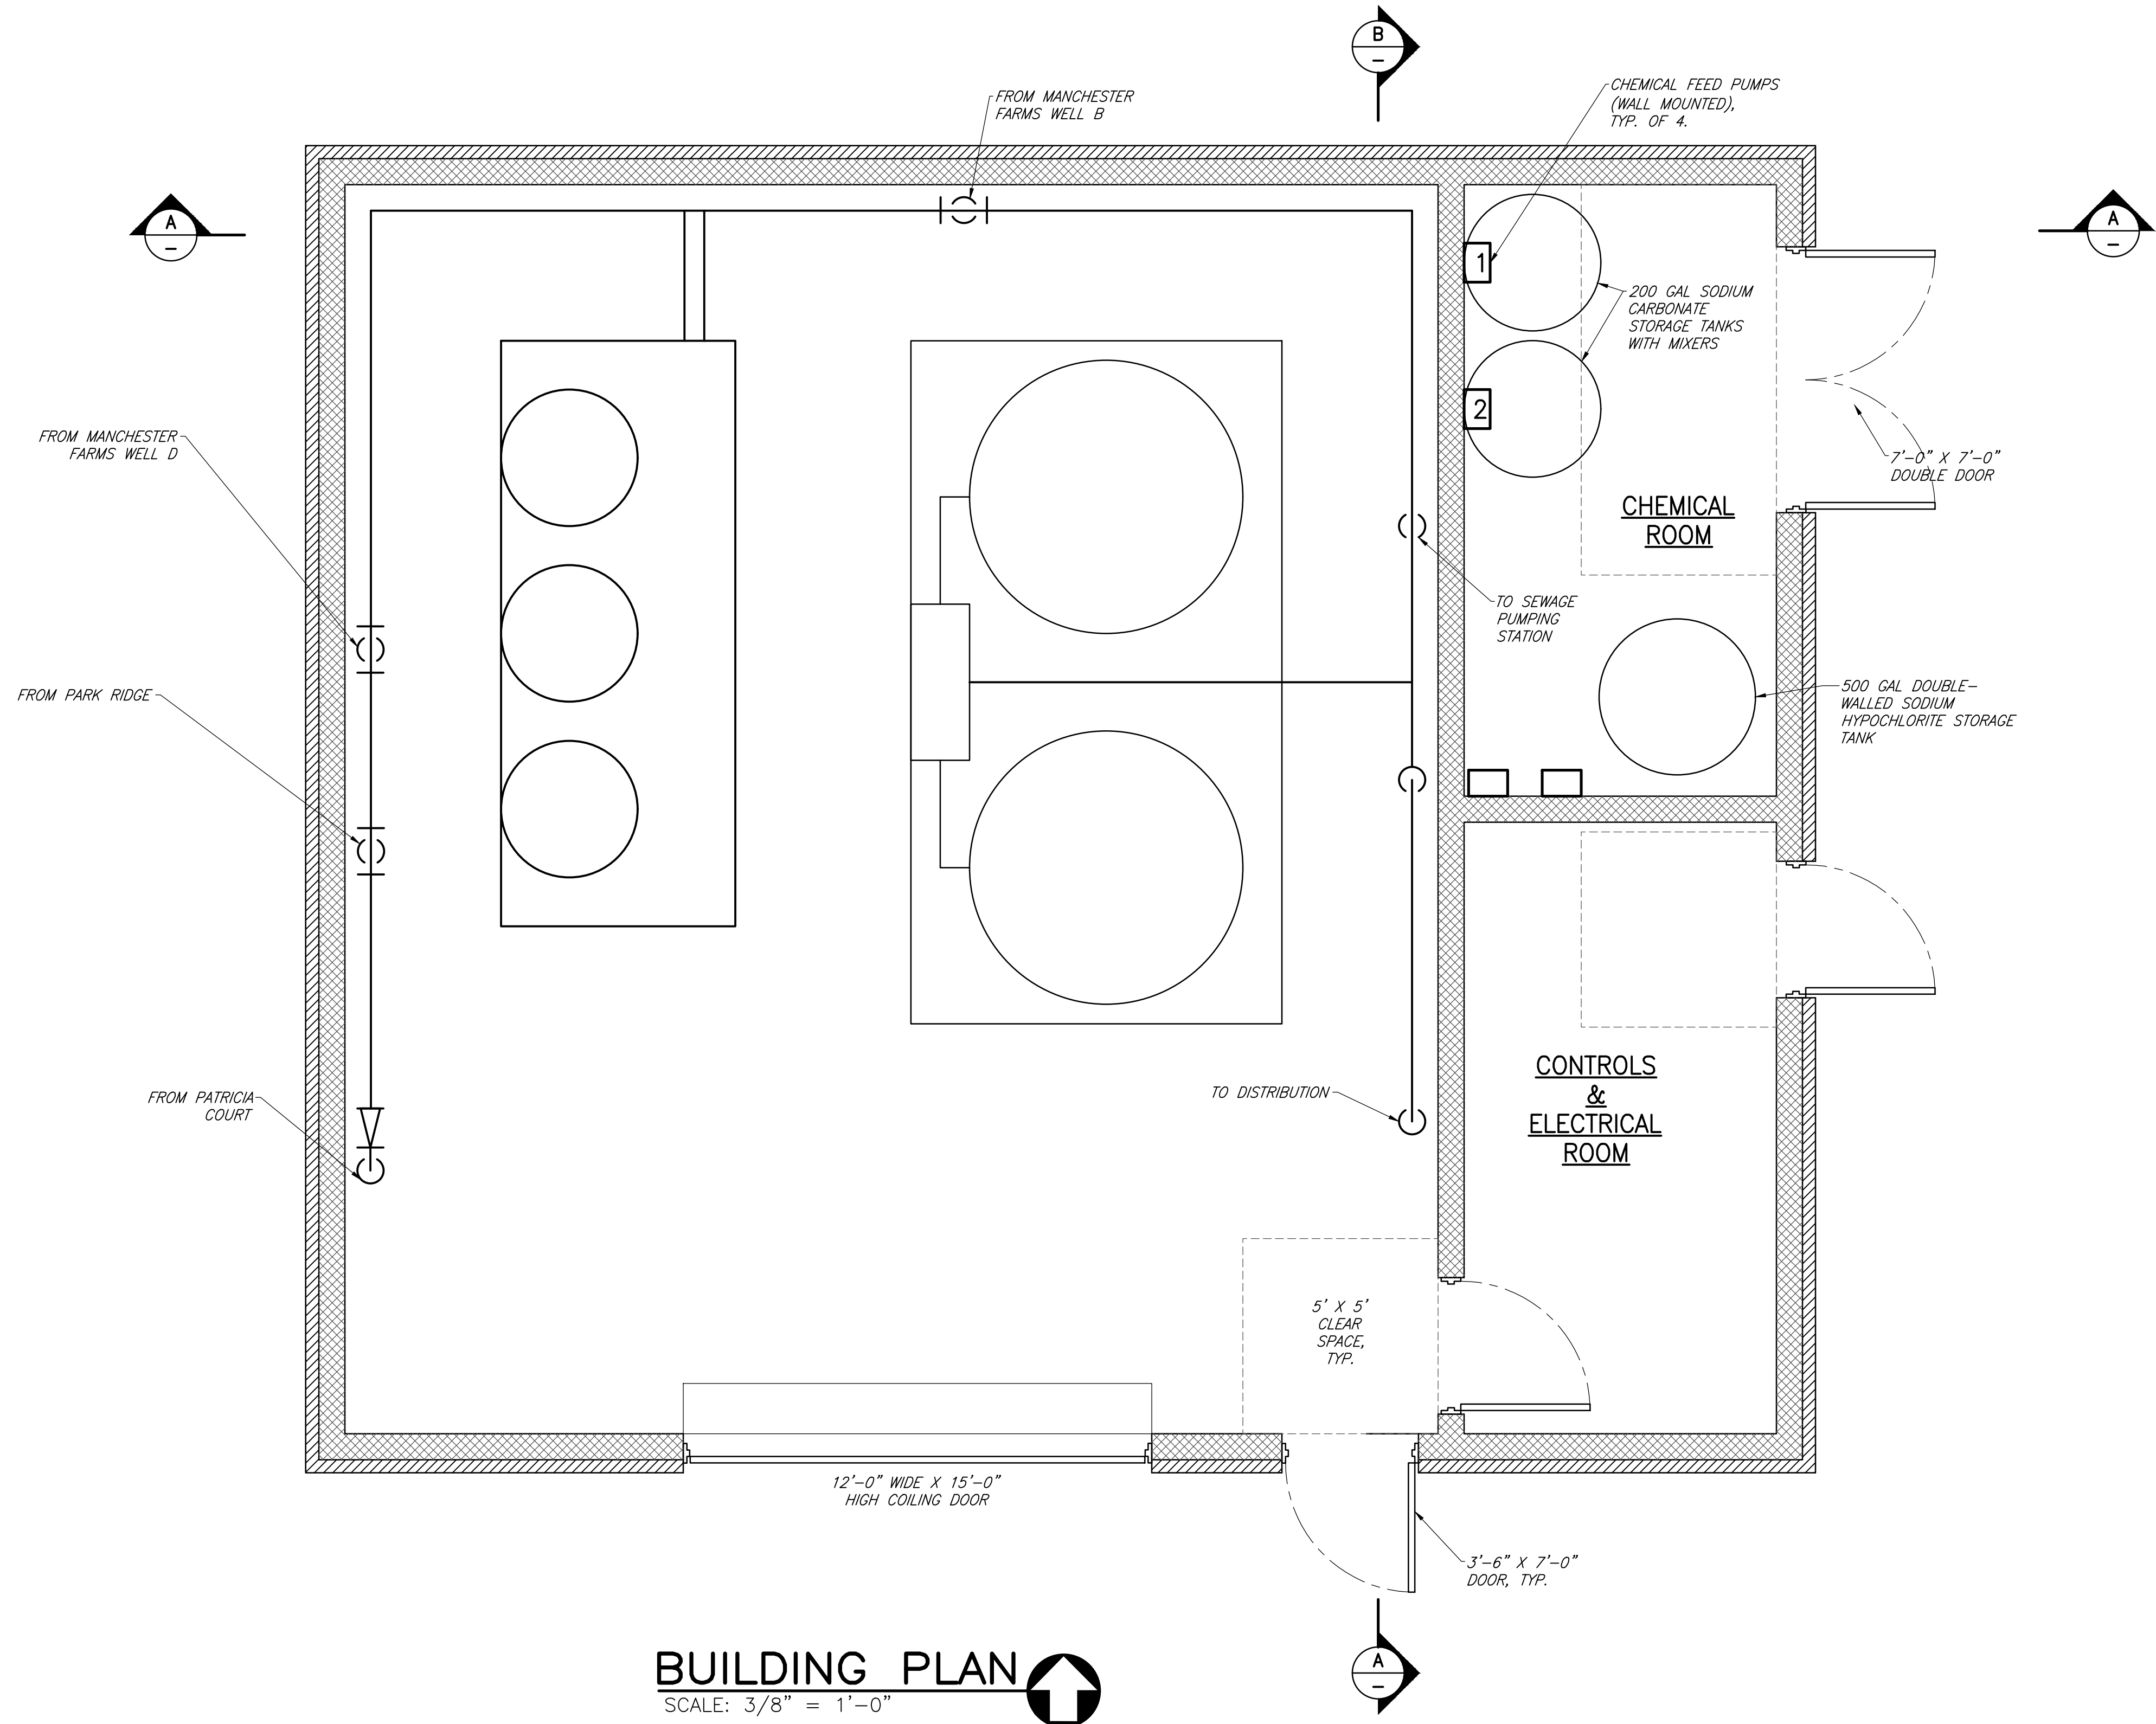 B
–
FROM MANCHESTER
FARMS WELL B
CHEMICAL FEED PUMPS
(WALL MOUNTED),
TYP. OF 4.
A
–
A
–
1
200 GAL SODIUM
CARBONATE
STORAGE TANKS
WITH MIXERS
2
FROM MANCHESTER
FARMS WELL D
7'-0" X 7'-0"
DOUBLE DOOR
CHEMICAL
ROOM
TO SEWAGE
PUMPING
STATION
FROM PARK RIDGE
500 GAL DOUBLE-
WALLED SODIUM
HYPOCHLORITE STORAGE
TANK
CONTROLS
&
ELECTRICAL
ROOM
FROM PATRICIA
COURT
TO DISTRIBUTION
5' X 5'
CLEAR
SPACE,
TYP.
12'-0" WIDE X 15'-0"
HIGH COILING DOOR
3'-6" X 7'-0"
DOOR, TYP.
BUILDING PLAN
SCALE: 3/8" = 1'-0"
A
–